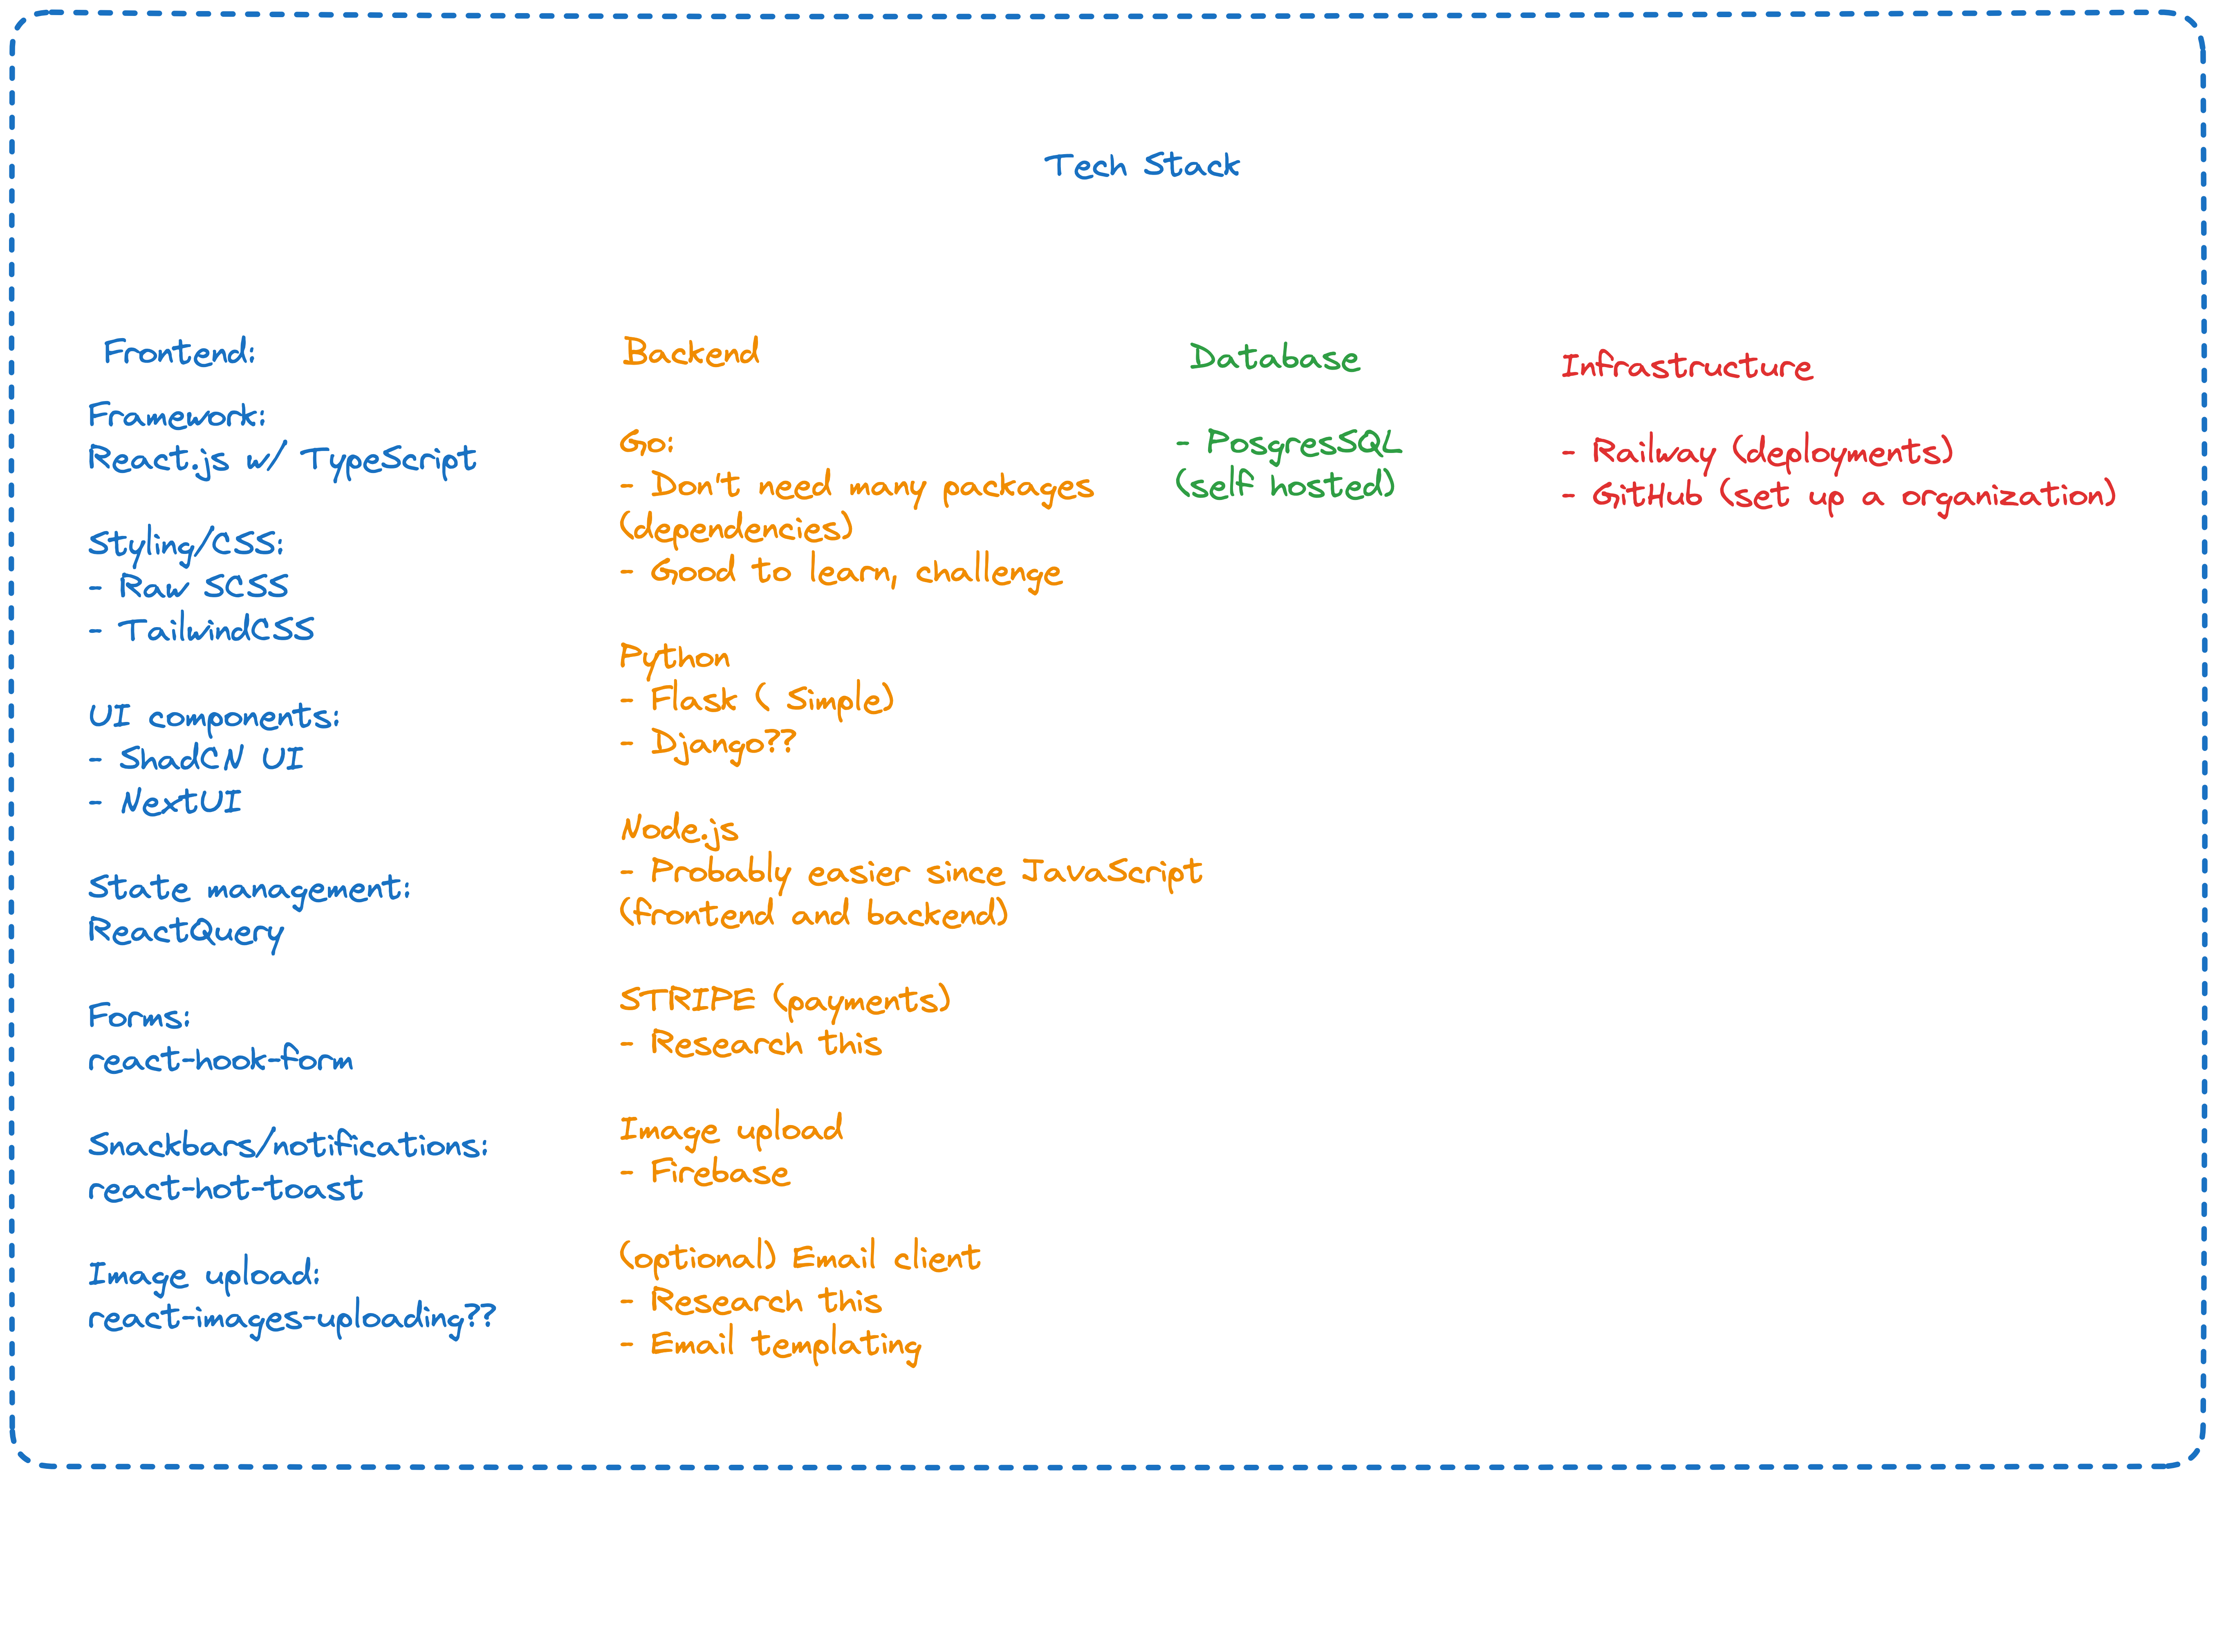 Tech Stack
Frontend:
Framework:
React.js w/ TypeScript
Styling/CSS:
- Raw SCSS
- TailwindCSS
UI components:
- ShadCN UI
- NextUI
State management:
ReactQuery
Forms:
react-hook-form
Snackbars/notifications:
react-hot-toast
Image upload:
react-images-uploading??
Backend
Go:
- Don't need many packages
(dependencies)
- Good to learn, challenge
Python
- Flask ( Simple)
- Django??
Node.js
- Probably easier since JavaScript
(frontend and backend)
STRIPE (payments)
- Research this
Image upload
- Firebase
(optional) Email client
- Research this
- Email templating
Database
- PosgresSQL
(self hosted)
Infrastructure
- Railway (deployments)
- GitHub (set up a organization)